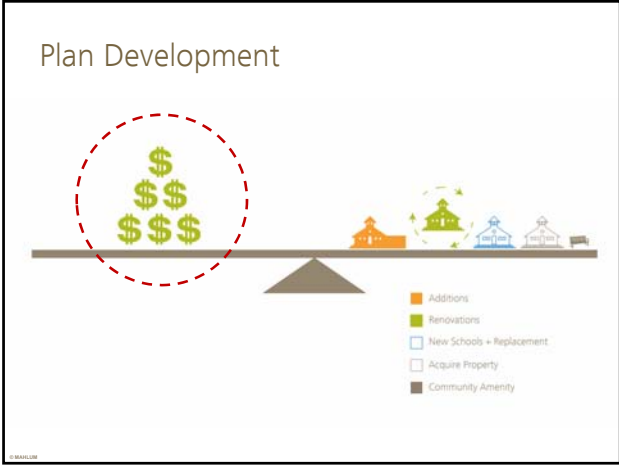 Plan Development
$
$$
$$$
Additions
Renovations
New Schools + Replacement
Acquire Property
Community Amenity
© MAHLUM